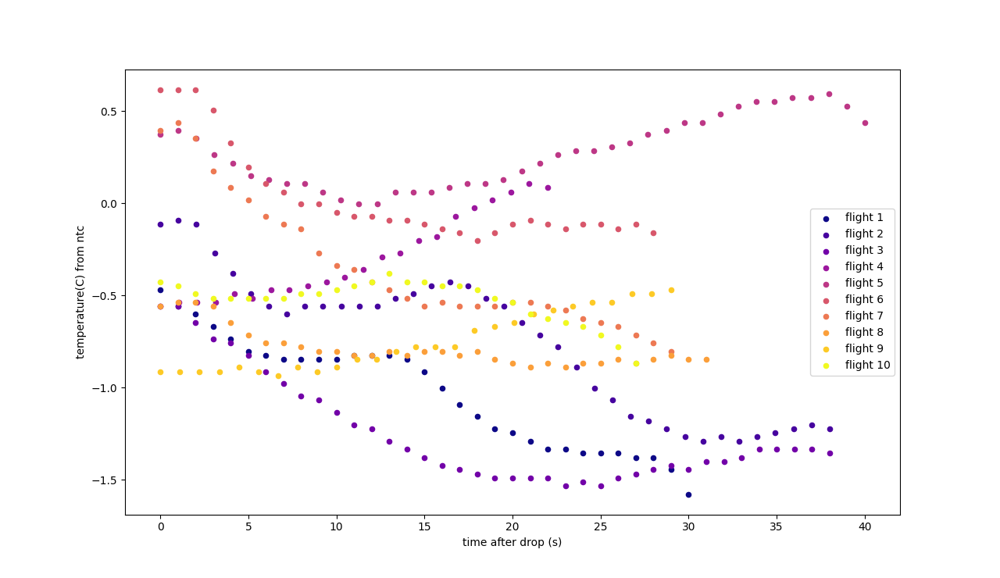 0.5
0.0
−0.5
−1.0
−1.5
temperature(C) from ntc
flight 1
flight 2
flight 3
flight 4
flight 5
flight 6
flight 7
flight 8
flight 9
flight 10
0 5 10 15 20 25 30 35 40
time after drop (s)